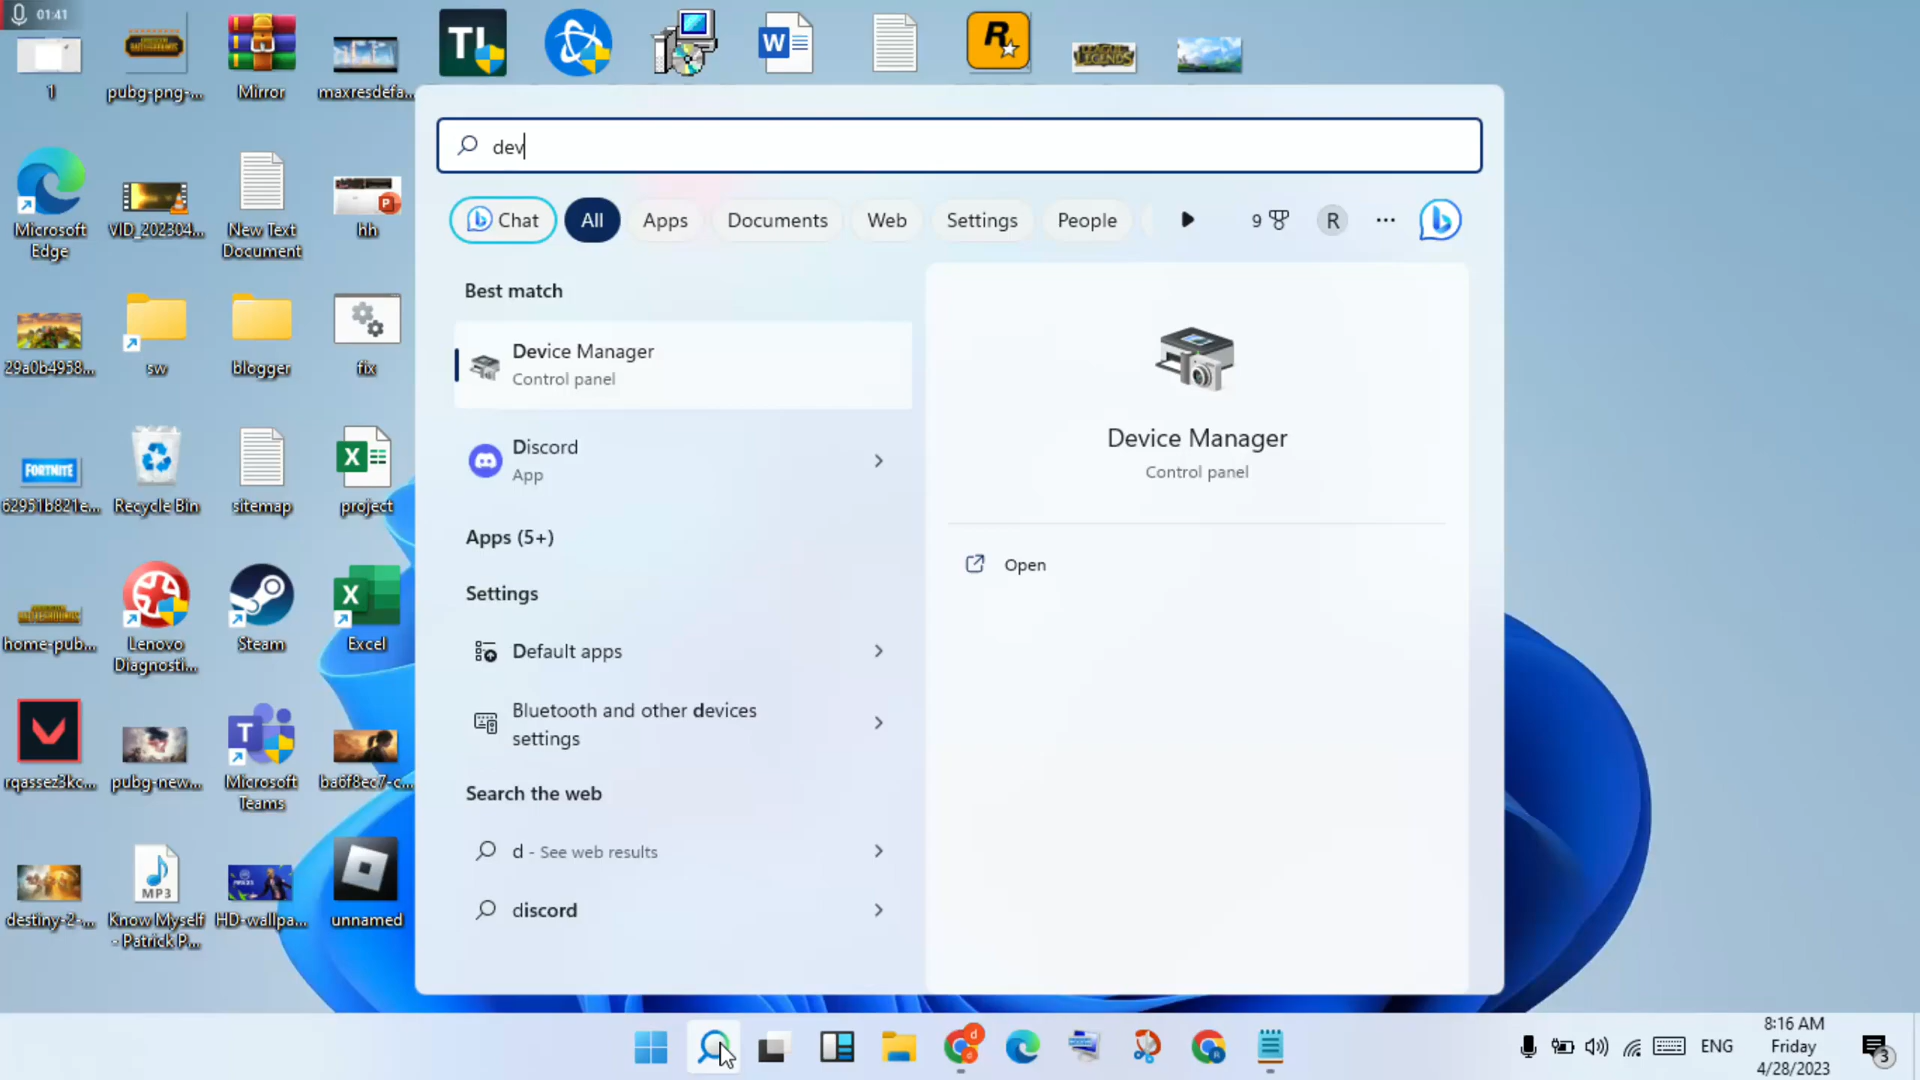 01:41
1
pubg-png-...
Mirror
maxresdefa...
dev
Chat
All
Apps
Documents
Web
Settings
People
9
R
Microsoft
Edge
VID_202304...
New Text
Document
hh
Best match
Device Manager
Control panel
Device Manager
Control panel
Open
Discord
App
Apps (5+)
Settings
Default apps
Bluetooth and other devices
settings
Search the web
d - See web results
discord
29a0b4958...
sw
blogger
fix
FORTNITE
62951b821e...
Recycle Bin
sitemap
project
home-pub...
Lenovo
Diagnosti...
Steam
Excel
rqassez3kc...
pubg-new...
Microsoft
Teams
ba6f8ec7-c...
MP3
destiny-2-...
Know Myself
- Patrick P...
HD-wallpa...
unnamed
ENG
8:16 AM
Friday
4/28/2023
3